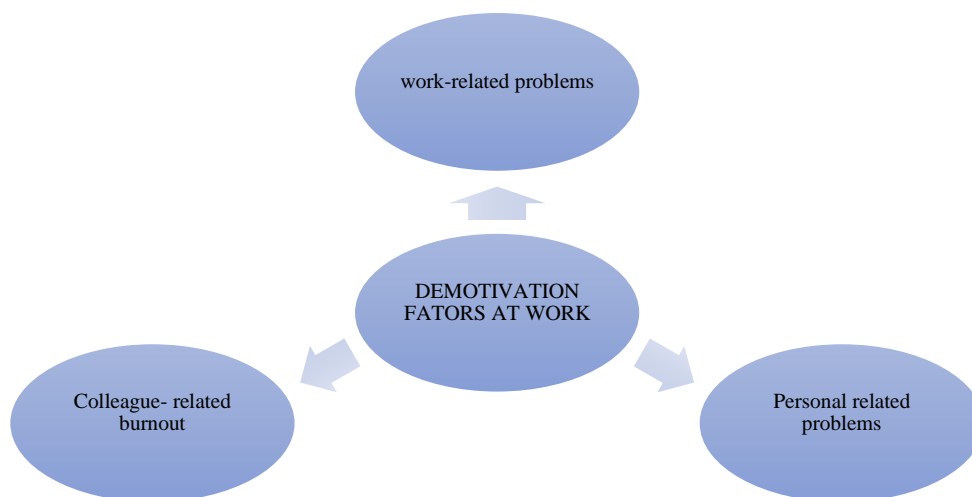 work-related problems
DEMOTIVATION
FATORS AT WORK
Colleague- related
burnout
Personal related
problems